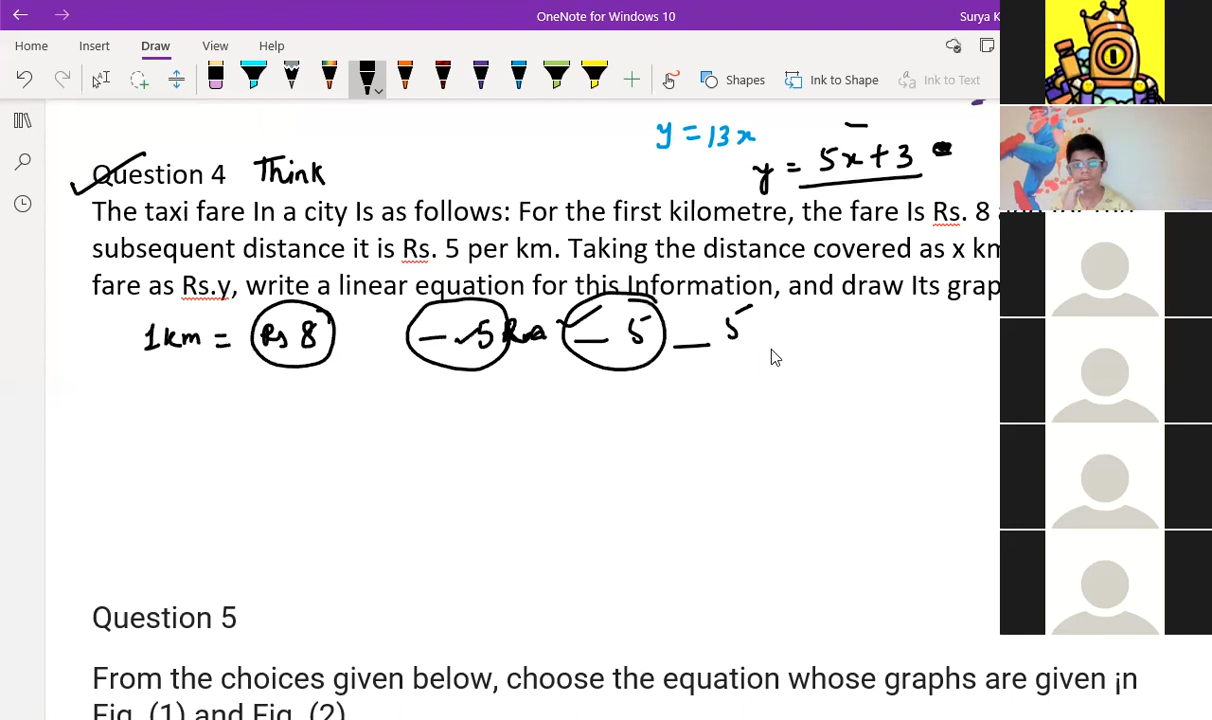 OneNote for Windows 10
Surya K
Home Insert Draw View Help
Shapes Ink to Shape Ink to Text
y = 13x
y = 5x + 3
Question 4 Think
The taxi fare In a city Is as follows: For the first kilometre, the fare Is Rs. 8
subsequent distance it is Rs. 5 per km. Taking the distance covered as x km
fare as Rs.y, write a linear equation for this Information, and draw Its grap
1km = Rs 8 — 5 — 5 — 5
Question 5
From the choices given below, choose the equation whose graphs are given ¡n
Fig. (1) and Fig. (2)